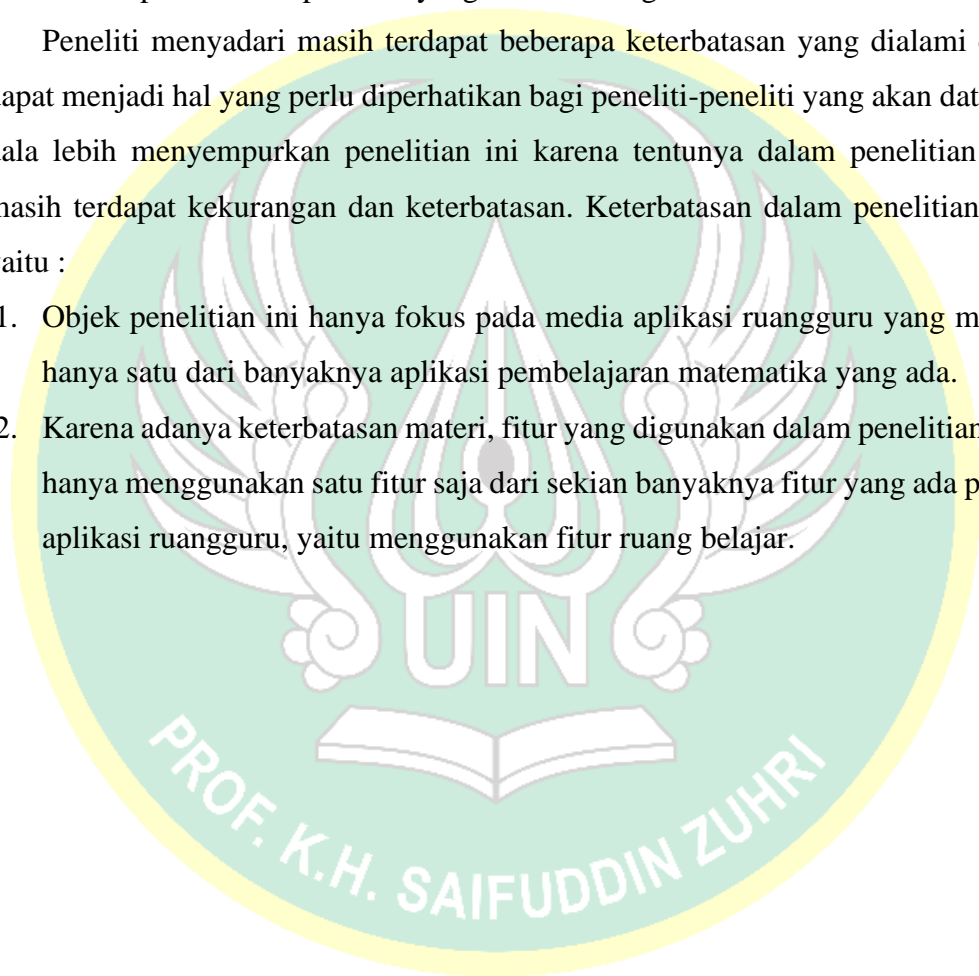 Peneliti menyadari masih terdapat beberapa keterbatasan yang dialami
dapat menjadi hal yang perlu diperhatikan bagi peneliti-peneliti yang akan dat
ala lebih menyempurkan penelitian ini karena tentunya dalam penelitian
masih terdapat kekurangan dan keterbatasan. Keterbatasan dalam penelitian
yaitu :
1. Objek penelitian ini hanya fokus pada media aplikasi ruangguru yang m
hanya satu dari banyaknya aplikasi pembelajaran matematika yang ada.
2. Karena adanya keterbatasan materi, fitur yang digunakan dalam penelitian
hanya menggunakan satu fitur saja dari sekian banyaknya fitur yang ada p
aplikasi ruangguru, yaitu menggunakan fitur ruang belajar.
UIN
PROF. K.H. SAIFUDDIN ZUHRI